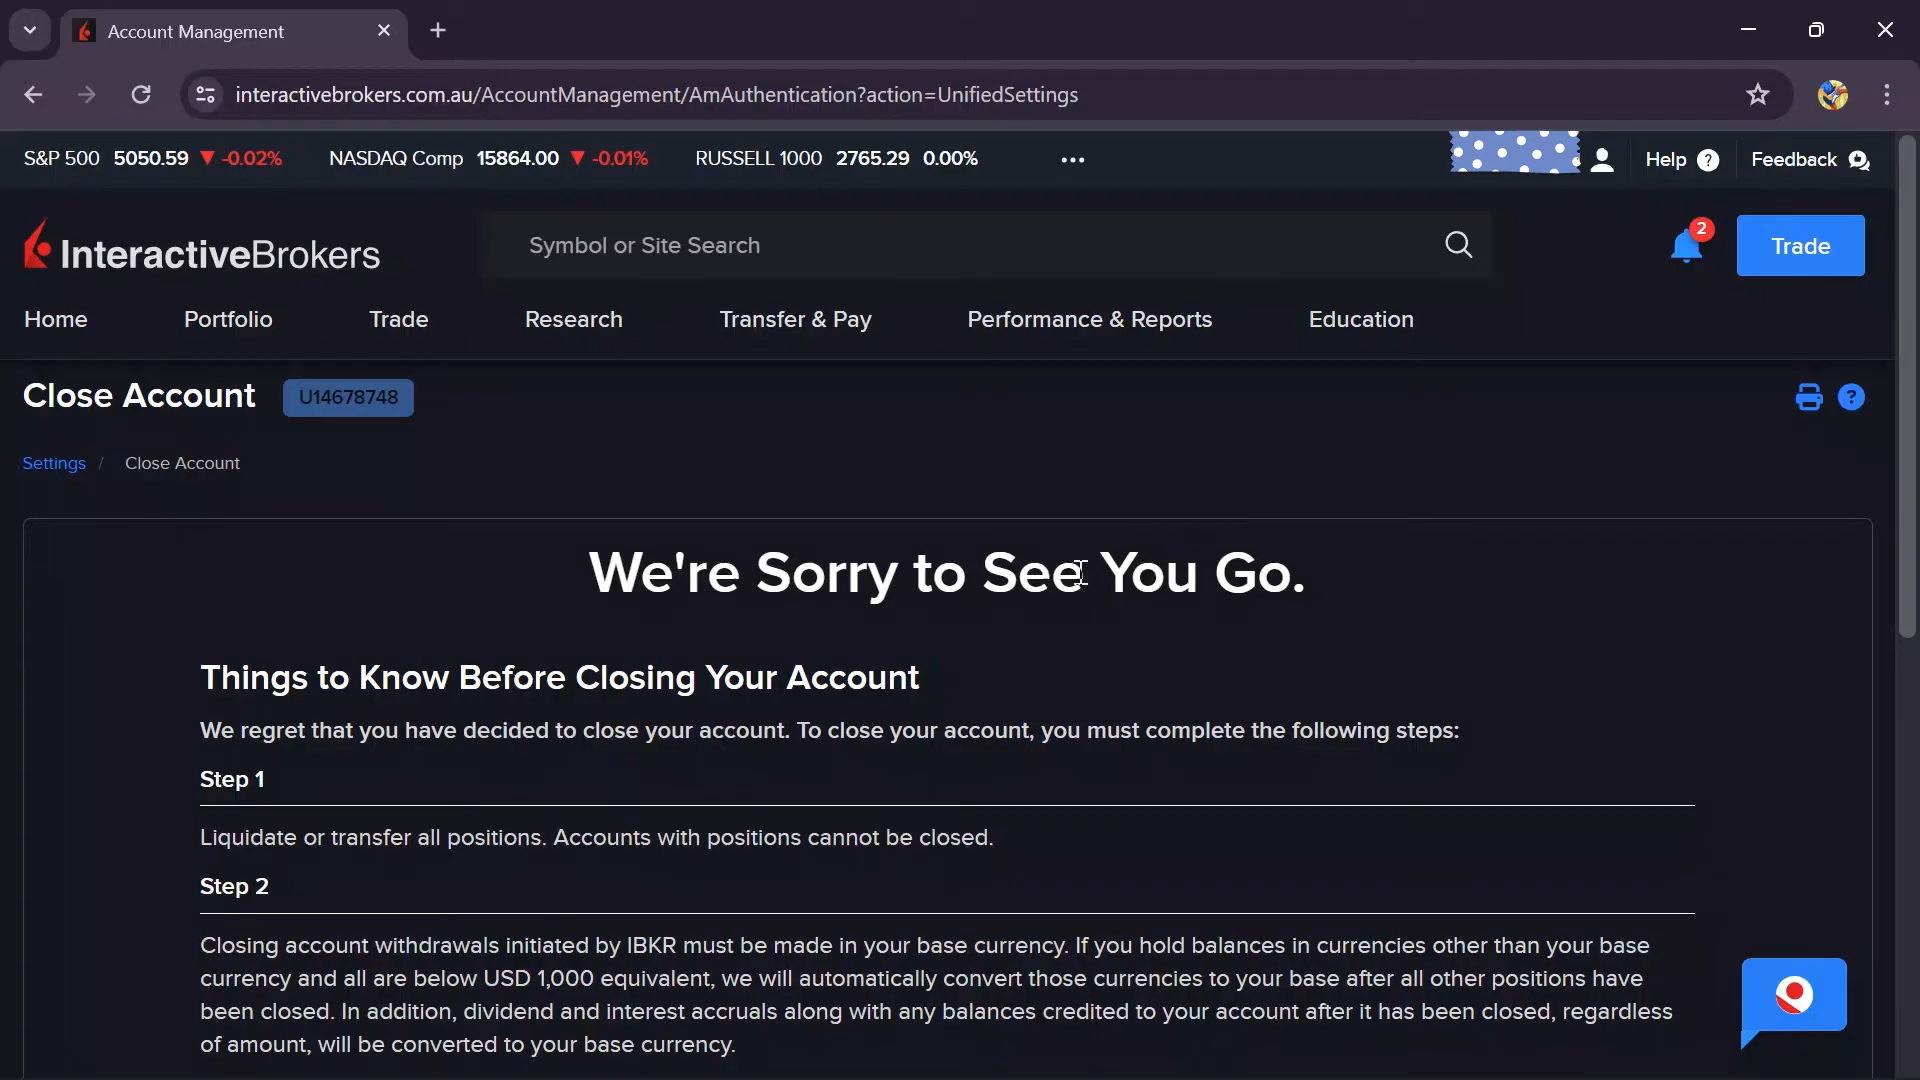 Account Management
interactivebrokers.com.au/AccountManagement/AmAuthentication?action=UnifiedSettings
S&P 500 5050.59 ▼ -0.02% NASDAQ Comp 15864.00 ▼ -0.01% RUSSELL 1000 2765.29 0.00% ••• Help ? Feedback
InteractiveBrokers Symbol or Site Search 2 Trade
Home Portfolio Trade Research Transfer & Pay Performance & Reports Education
Close Account U14678748 ?
Settings / Close Account
We're Sorry to See You Go.
Things to Know Before Closing Your Account
We regret that you have decided to close your account. To close your account, you must complete the following steps:
Step 1
Liquidate or transfer all positions. Accounts with positions cannot be closed.
Step 2
Closing account withdrawals initiated by IBKR must be made in your base currency. If you hold balances in currencies other than your base
currency and all are below USD 1,000 equivalent, we will automatically convert those currencies to your base after all other positions have
been closed. In addition, dividend and interest accruals along with any balances credited to your account after it has been closed, regardless
of amount, will be converted to your base currency.